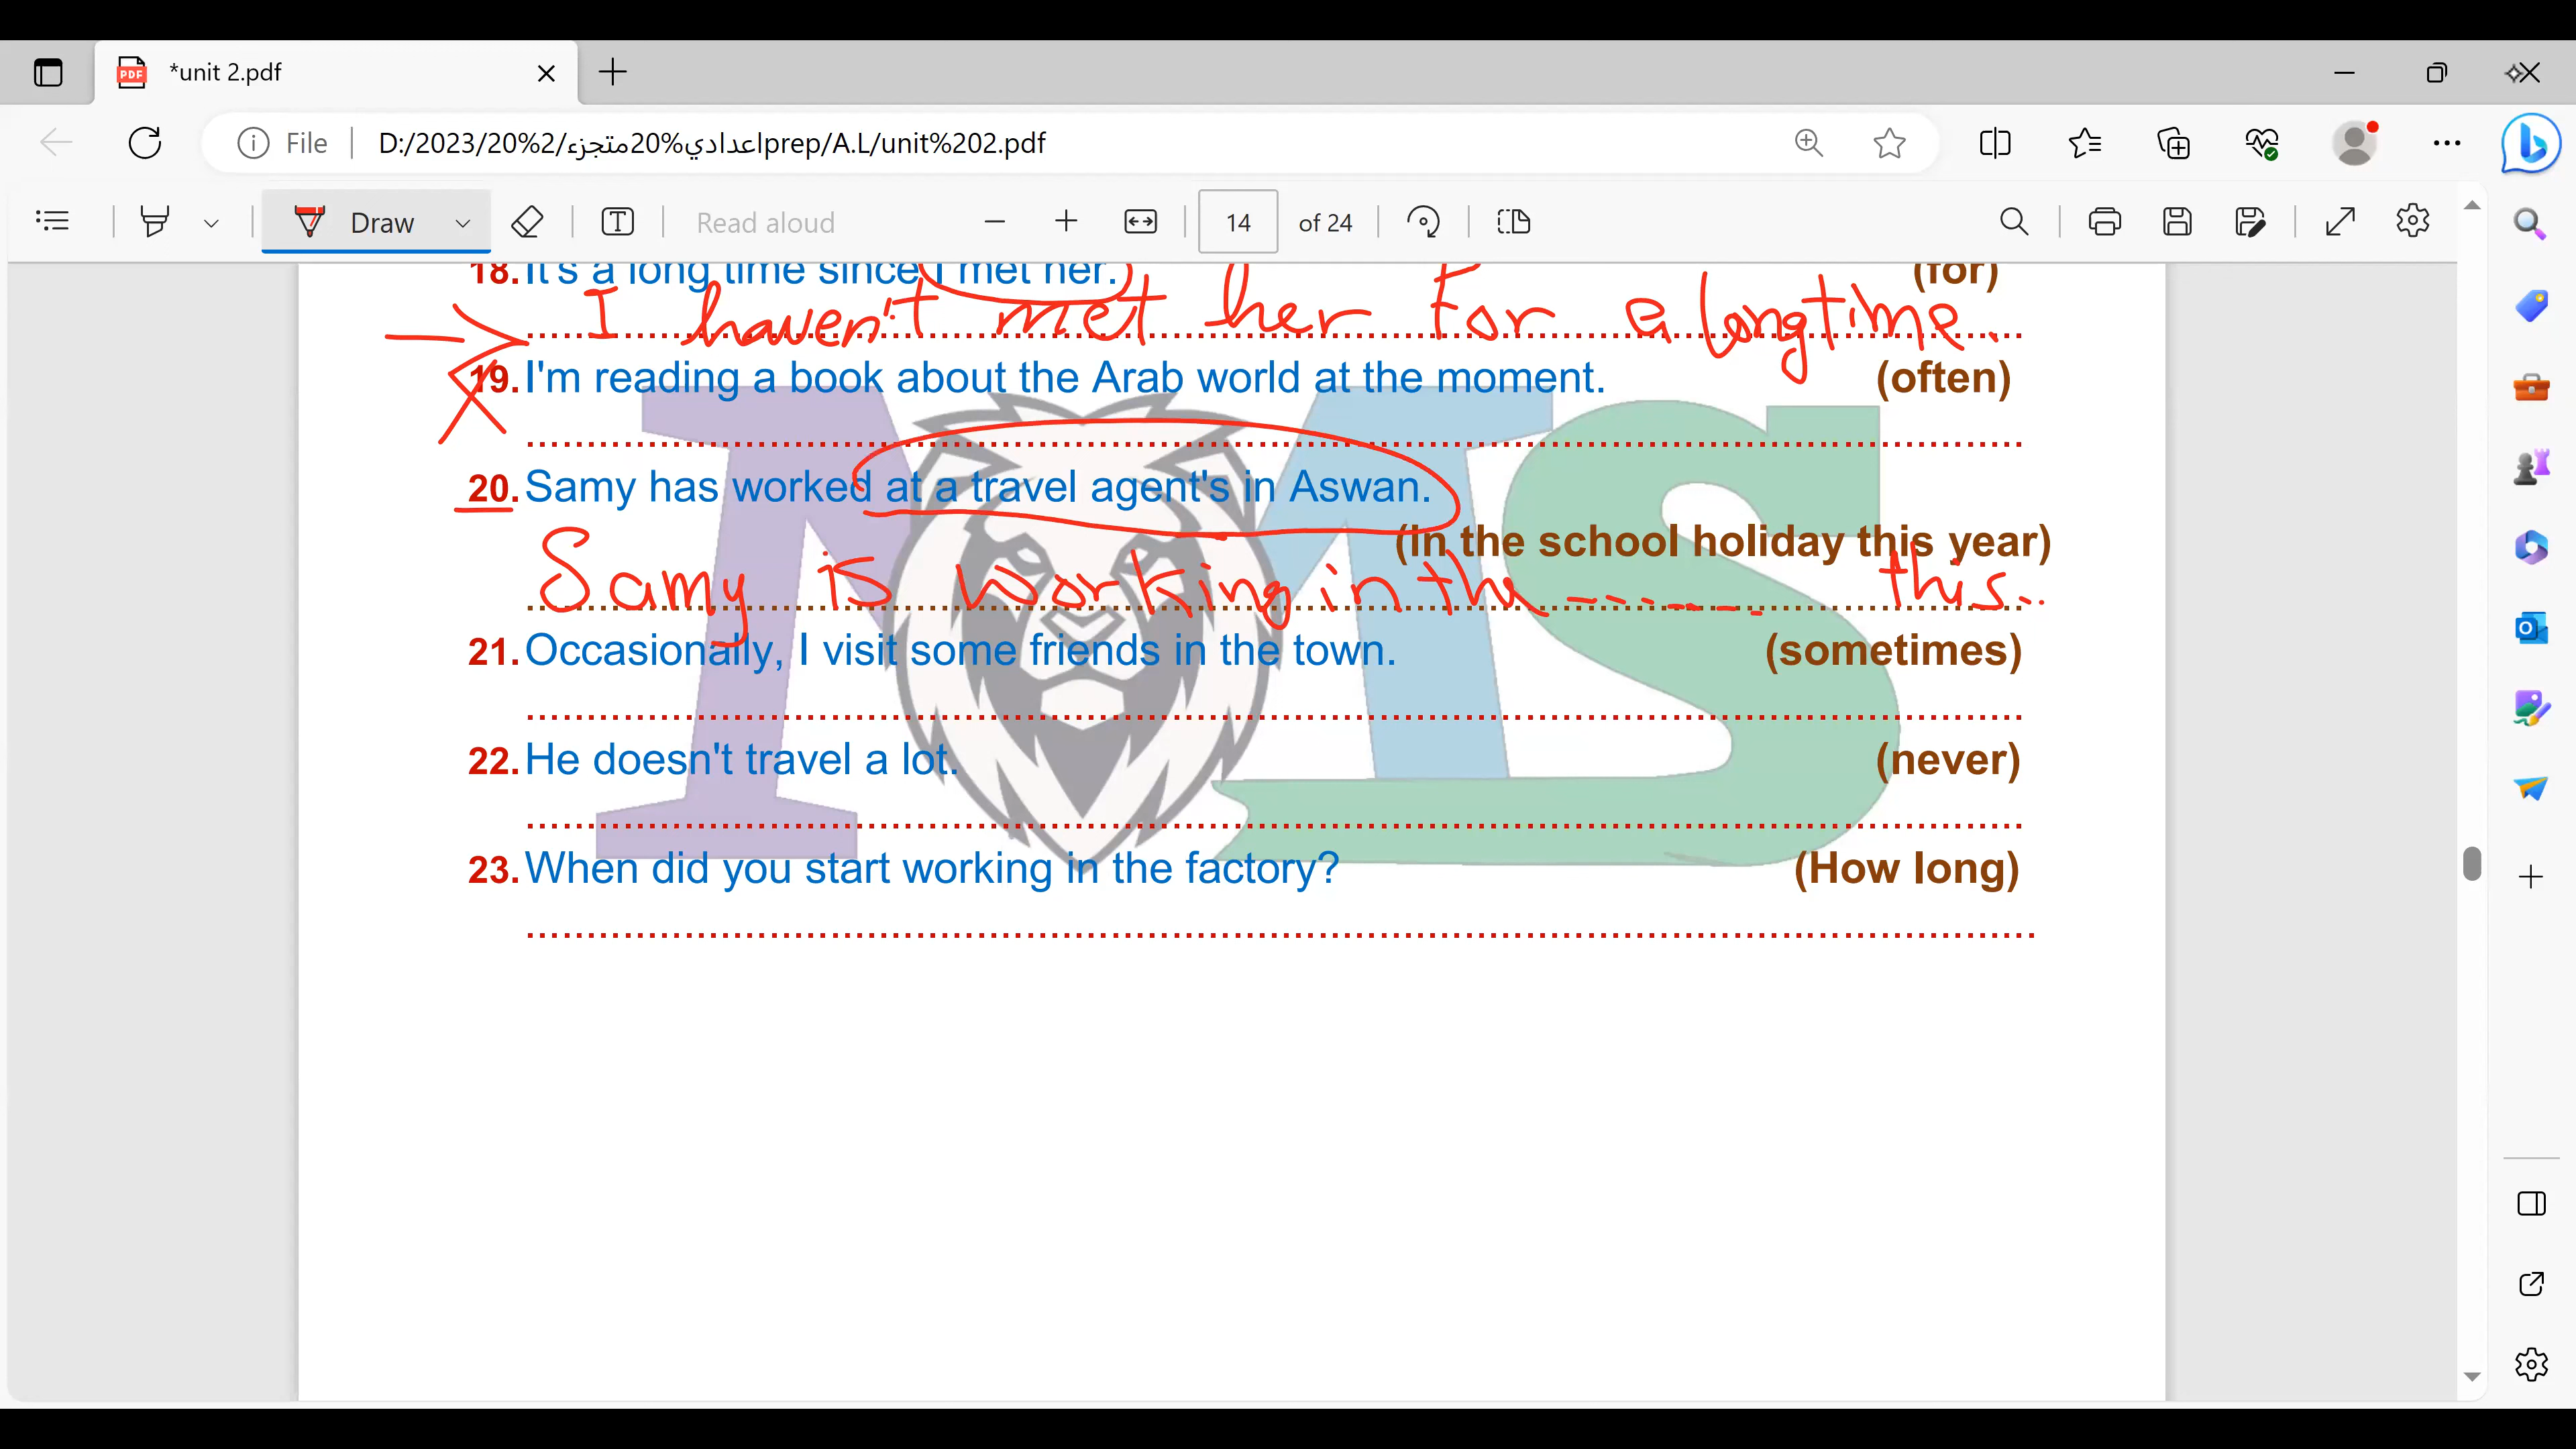 *unit 2.pdf
File
D:/2023/20%2/اعدادي%20متجزء/prep/A.L/unit%202.pdf
Draw
Read aloud
14 of 24
18. It's a long time since I met her. (for)
I haven't met her for a long time.
19. I'm reading a book about the Arab world at the moment. (often)
20. Samy has worked at a travel agent's in Aswan.
(In the school holiday this year)
Samy is working in the ------- this..
21. Occasionally, I visit some friends in the town. (sometimes)
22. He doesn't travel a lot. (never)
23. When did you start working in the factory? (How long)